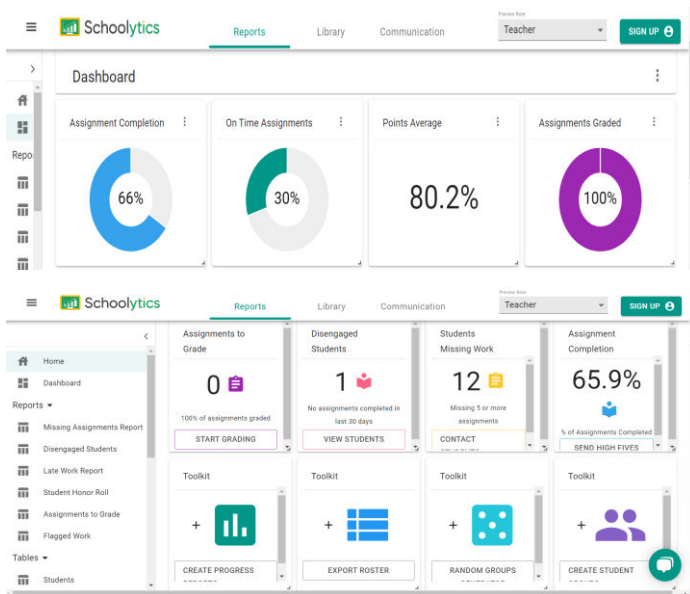 Schoolytics
Reports
Library
Communication
Preview Role
Teacher
SIGN UP
Dashboard
Repo
Assignment Completion
66%
On Time Assignments
30%
Points Average
80.2%
Assignments Graded
100%
Schoolytics
Reports
Library
Communication
Preview Role
Teacher
SIGN UP
Home
Dashboard
Reports
Missing Assignments Report
Disengaged Students
Late Work Report
Student Honor Roll
Assignments to Grade
Flagged Work
Tables
Students
Assignments to
Grade
0
100% of assignments graded
START GRADING
Disengaged
Students
1
No assignments completed in
last 30 days
VIEW STUDENTS
Students
Missing Work
12
Missing 5 or more
assignments
CONTACT
Assignment
Completion
65.9%
% of Assignments Completed
SEND HIGH FIVES
Toolkit
+
CREATE PROGRESS
Toolkit
+
EXPORT ROSTER
Toolkit
+
RANDOM GROUPS
Toolkit
+
CREATE STUDENT